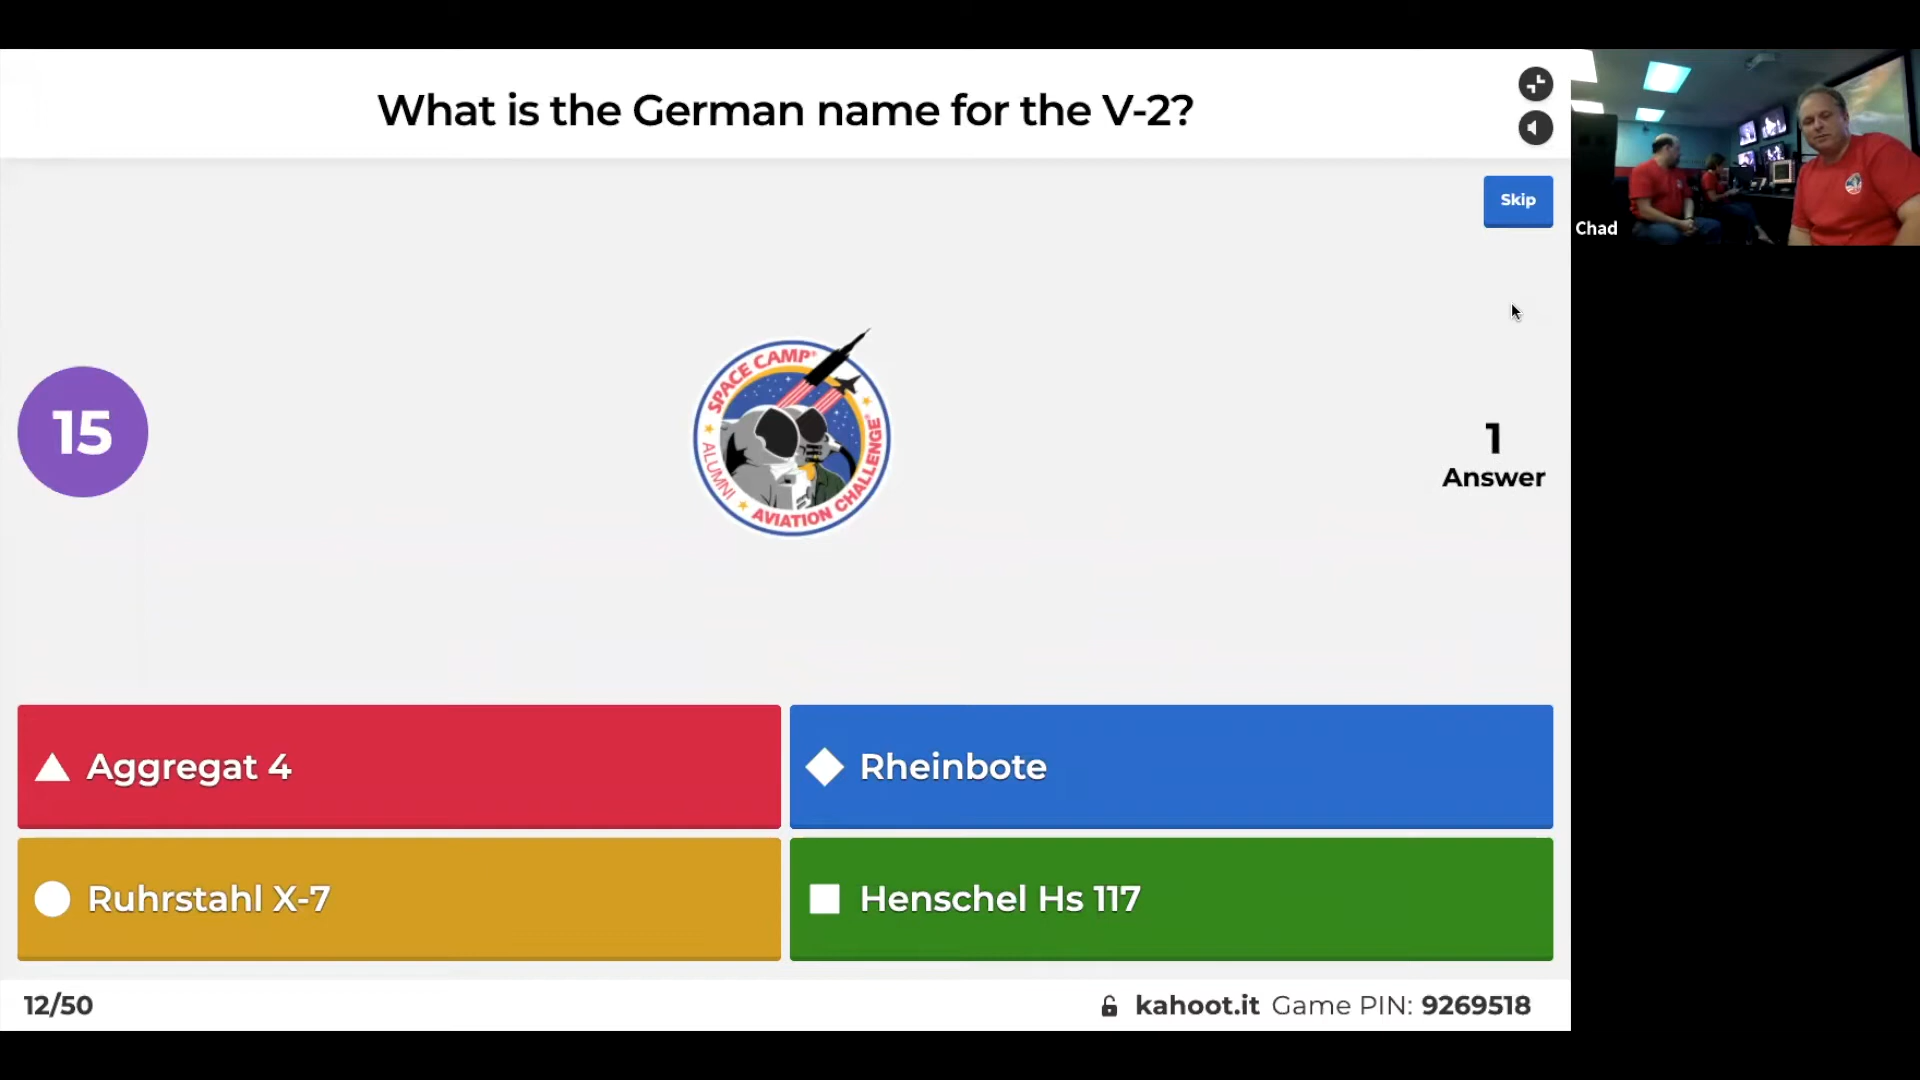 What is the German name for the V-2?
Skip
Chad
SPACE CAMP®
15
ALUMNI
AVIATION CHALLENGE®
1
Answer
Aggregat 4
Rheinbote
Ruhrstahl X-7
Henschel Hs 117
12/50
kahoot.it Game PIN: 9269518